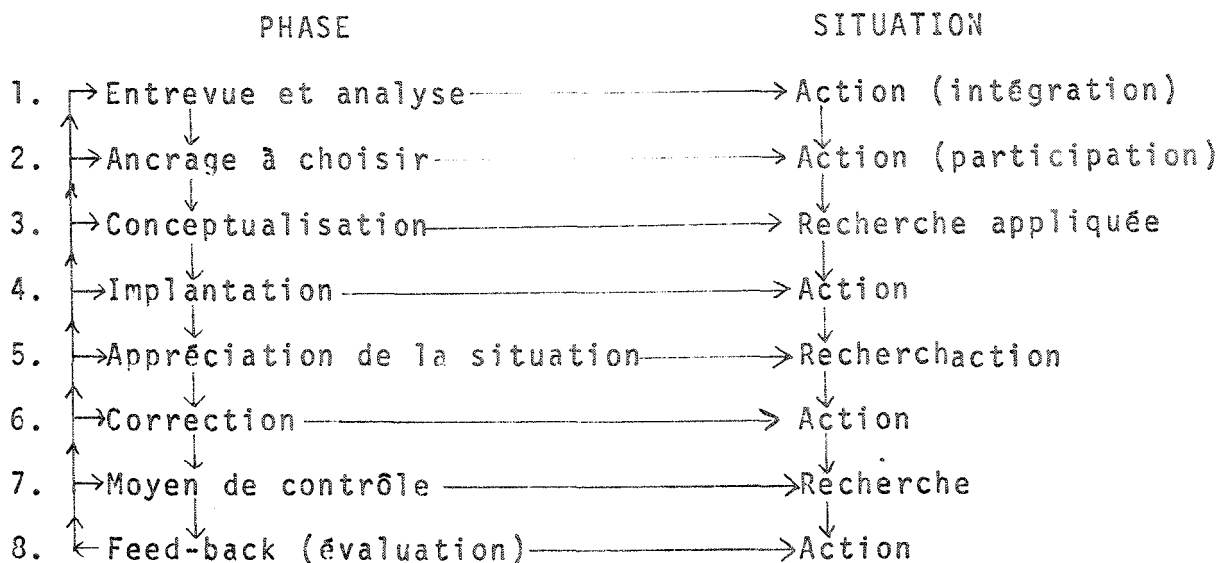 PHASE SITUATION
1. Entrevue et analyse Action (intégration)
2. Ancrage à choisir Action (participation)
3. Conceptualisation Recherche appliquée
4. Implantation Action
5. Appréciation de la situation Recherchaction
6. Correction Action
7. Moyen de contrôle Recherche
8. Feed-back (évaluation) Action